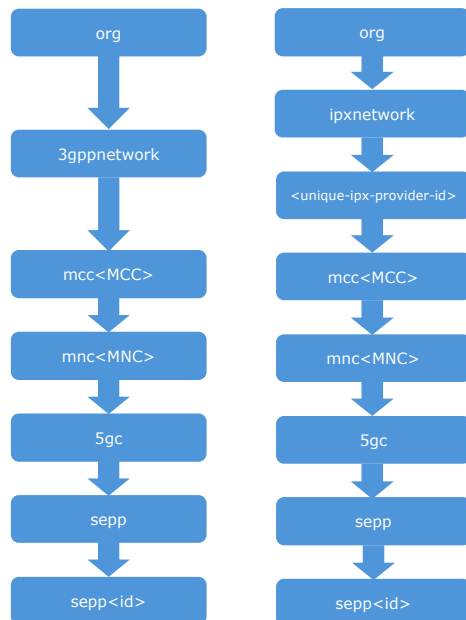 org
3gppnetwork
mcc<MCC>
mnc<MNC>
5gc
sepp
sepp<id>
org
ipxnetwork
<unique-ipx-provider-id>
mcc<MCC>
mnc<MNC>
5gc
sepp
sepp<id>